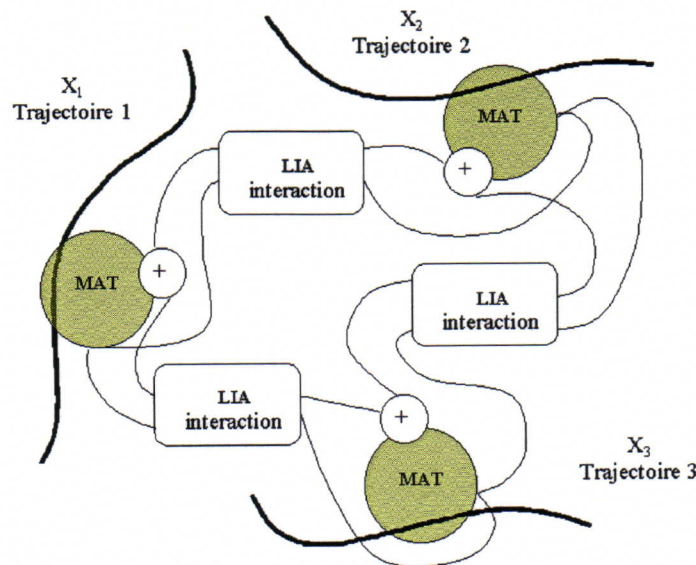 X₂
Trajectoire 2
X₁
Trajectoire 1
MAT
LIA
interaction
+
+
MAT
LIA
interaction
LIA
interaction
+
X₃
Trajectoire 3
MAT